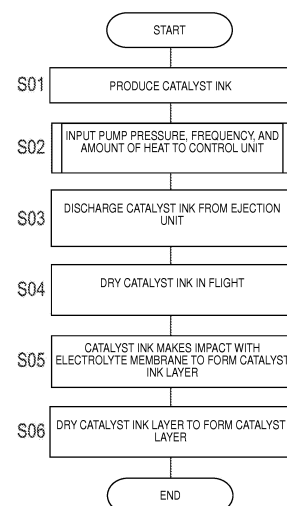 START
S01
PRODUCE CATALYST INK
S02
INPUT PUMP PRESSURE, FREQUENCY, AND
AMOUNT OF HEAT TO CONTROL UNIT
S03
DISCHARGE CATALYST INK FROM EJECTION
UNIT
S04
DRY CATALYST INK IN FLIGHT
S05
CATALYST INK MAKES IMPACT WITH
ELECTROLYTE MEMBRANE TO FORM CATALYST
INK LAYER
S06
DRY CATALYST INK LAYER TO FORM CATALYST
LAYER
END